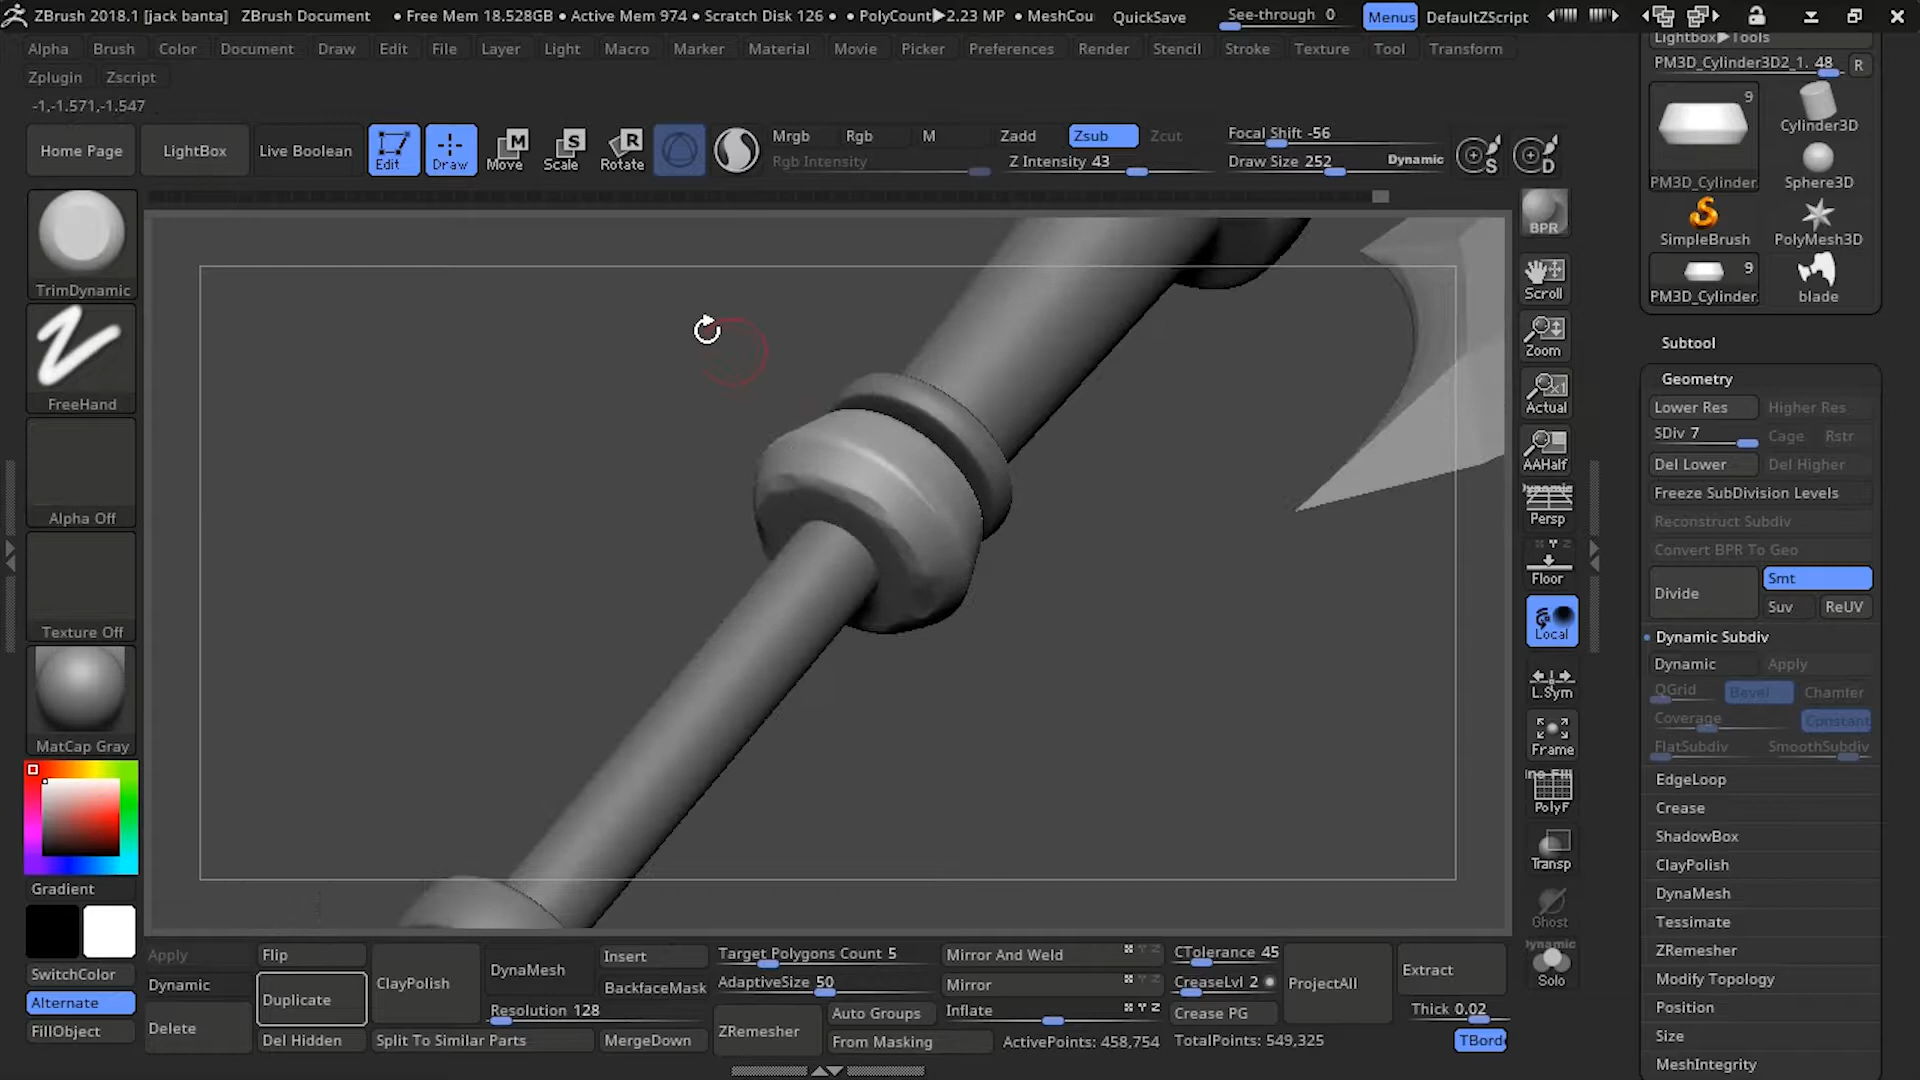 ZBrush 2018.1 [jack banta] ZBrush Document • Free Mem 18.528GB • Active Mem 974 • Scratch Disk 126 • • PolyCount▶2.23 MP • MeshCou QuickSave See-through 0 Menus DefaultZScript
Alpha Brush Color Document Draw Edit File Layer Light Macro Marker Material Movie Picker Preferences Render Stencil Stroke Texture Tool Transform
Zplugin Zscript
-1,-1.571,-1.547
Home Page LightBox Live Boolean Edit Draw Move Scale Rotate
Mrgb Rgb M Zadd Zsub Zcut Focal Shift -56
Rgb Intensity Z Intensity 43 Draw Size 252 Dynamic
TrimDynamic
FreeHand
Alpha Off
Texture Off
MatCap Gray
Gradient
SwitchColor
Alternate
FillObject
BPR
Scroll
Zoom
Actual
AAHalf
Dynamic
Persp
Floor
Local
L.Sym
Frame
PolyF
Transp
Ghost
Dynamic
Solo
Lightbox▶Tools
PM3D_Cylinder3D2_1. 48 R
9
PM3D_Cylinder Cylinder3D
Sphere3D
SimpleBrush PolyMesh3D
9
PM3D_Cylinder blade
Subtool
Geometry
Lower Res Higher Res
SDiv 7 Cage Rstr
Del Lower Del Higher
Freeze SubDivision Levels
Reconstruct Subdiv
Convert BPR To Geo
Divide Smt
Suv ReUV
Dynamic Subdiv
Dynamic Apply
QGrid Bevel Chamfer
Coverage Constant
FlatSubdiv SmoothSubdiv
EdgeLoop
Crease
ShadowBox
ClayPolish
DynaMesh
Tessimate
ZRemesher
Modify Topology
Position
Size
MeshIntegrity
Apply Flip ClayPolish DynaMesh Insert Target Polygons Count 5 Mirror And Weld CTolerance 45 ProjectAll Extract
Dynamic Duplicate BackfaceMask AdaptiveSize 50 Mirror CreaseLvl 2
Resolution 128 Auto Groups Inflate Crease PG Thick 0.02
Delete Del Hidden Split To Similar Parts MergeDown ZRemesher From Masking ActivePoints: 458,754 TotalPoints: 549,325 TBord